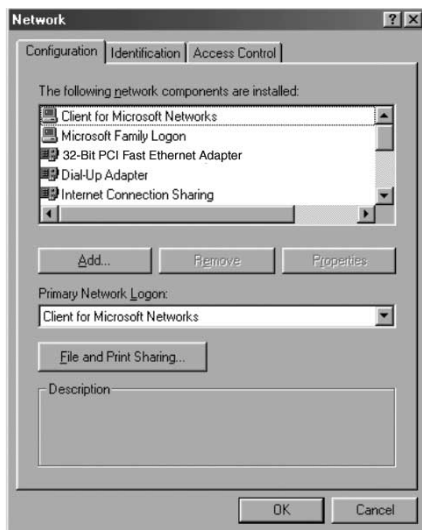 Network
Configuration Identification Access Control
The following network components are installed:
Client for Microsoft Networks
Microsoft Family Logon
32-Bit PCI Fast Ethernet Adapter
Dial-Up Adapter
Internet Connection Sharing
Add... Remove Properties
Primary Network Logon:
Client for Microsoft Networks
File and Print Sharing...
Description
OK Cancel